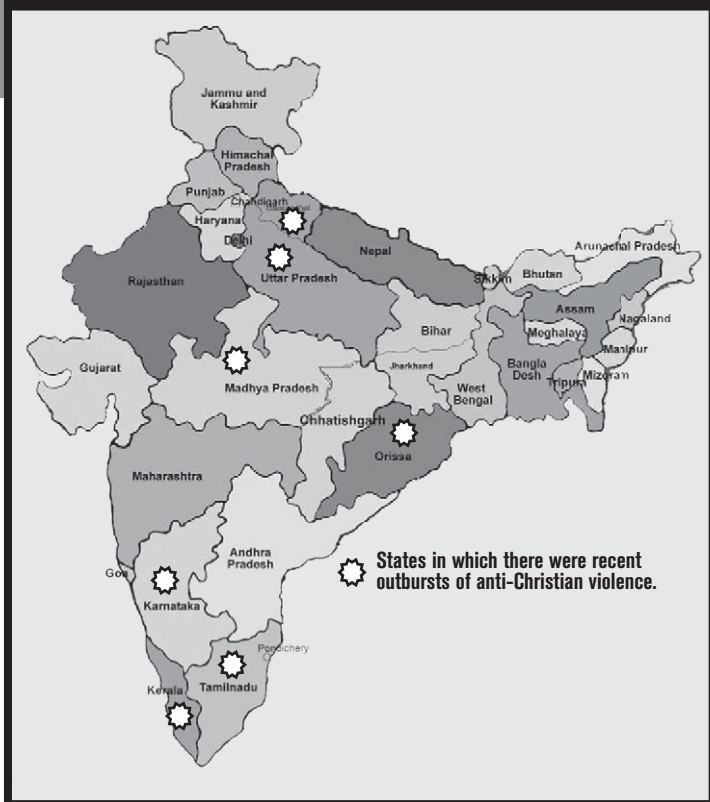 Jammu and
Kashmir
Himachal
Pradesh
Punjab
Chandigarh
Haryana
Delhi
Uttar Pradesh
Nepal
Sikkim
Bhutan
Arunachal Pradesh
Rajasthan
Assam
Nagaland
Meghalaya
Manipur
Bihar
Jharkhand
Bangla
Desh
Tripura
Mizoram
Gujarat
Madhya Pradesh
West
Bengal
Chhatishgarh
Orissa
Maharashtra
Andhra
Pradesh
States in which there were recent
outbursts of anti-Christian violence.
Goa
Karnataka
Pondichery
Kerala
Tamilnadu